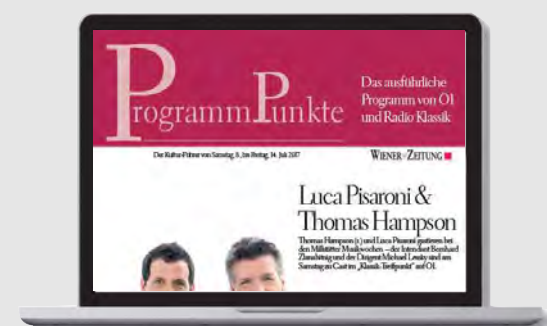 ProgrammPunkte
Das ausführliche
Programm von Ö1
und Radio Klassik
Der Kultur-Führer von Samstag, 8., bis Freitag, 14. Juli 2017
WIENER ZEITUNG
Luca Pisaroni &
Thomas Hampson
Thomas Hampson (r.) und Luca Pisaroni gastieren bei
den Millstätter Musikwochen – der Intendant Bernhard
Zlanabitnig und der Dirigent Michael Lessky sind am
Samstag zu Gast im „Klassik-Treffpunkt" auf Ö1.